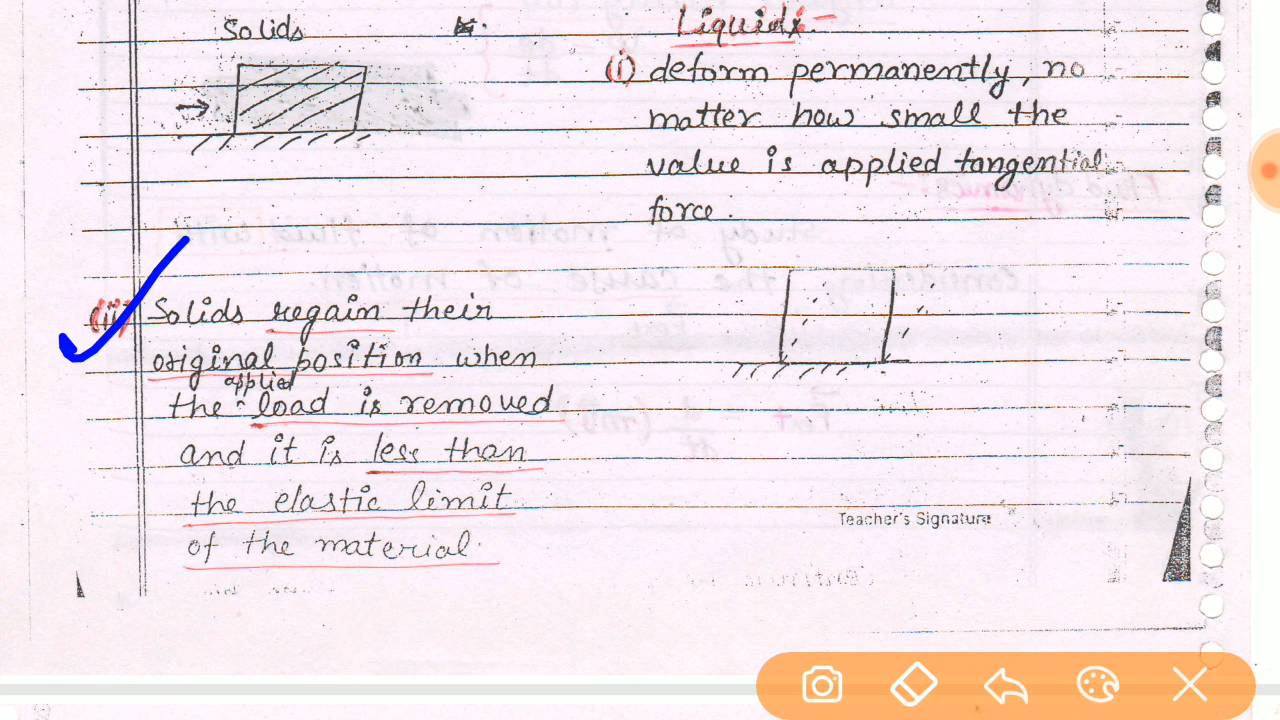 Solids
Liquids:-
(i) deform permanently, no
matter how small the
value is applied tangential
force.
(ii) Solids regain their
original position when
applied
the load is removed
and it is less than
the elastic limit
of the material.
Teacher's Signature